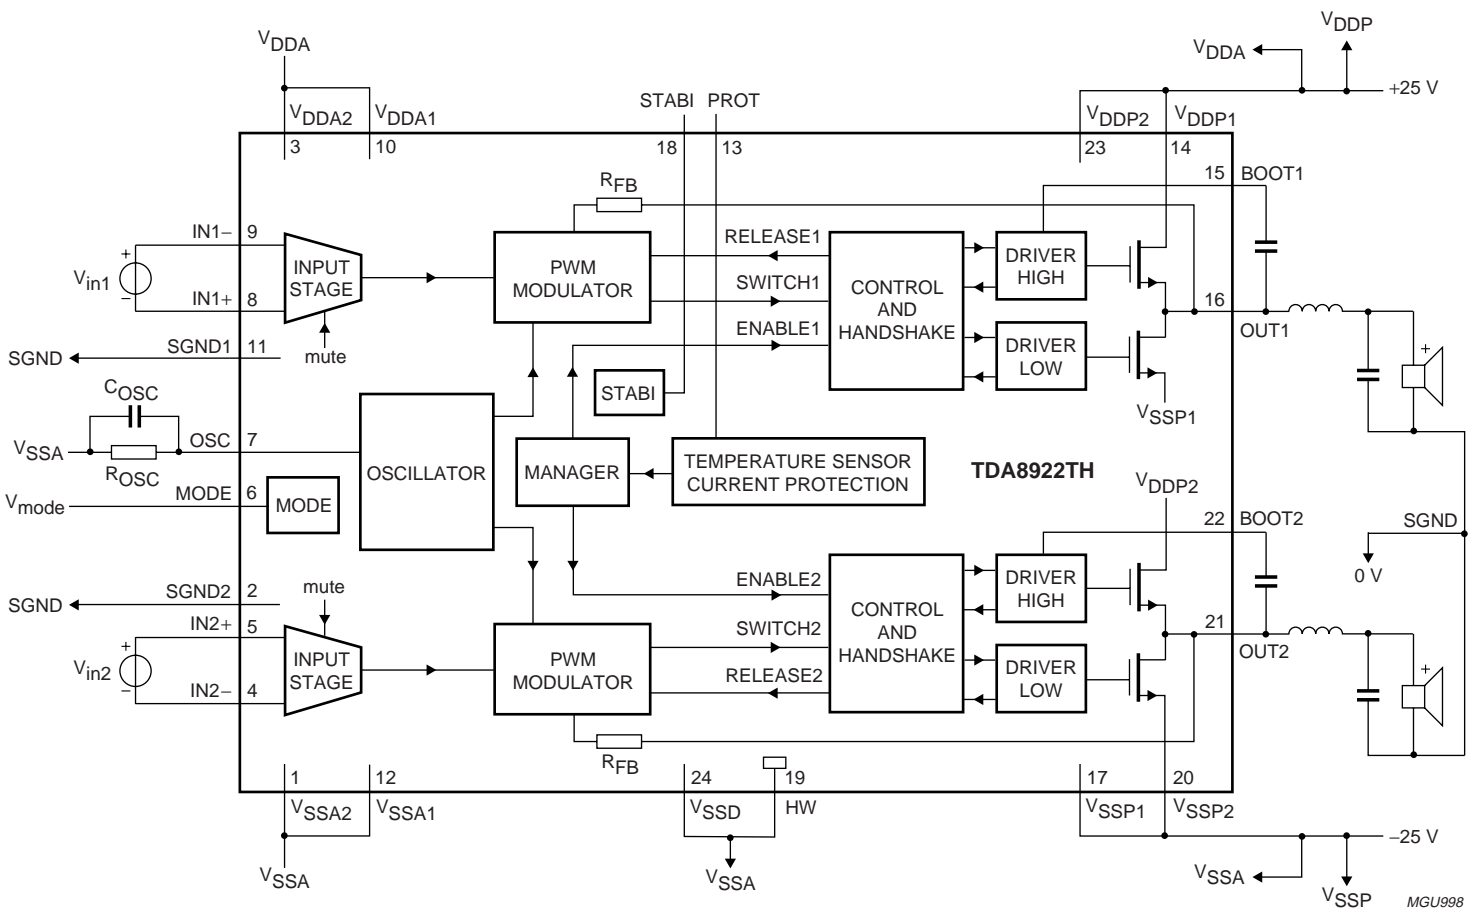 VDDA
VDDP
VDDA
+25 V
STABI PROT
VDDA2 VDDA1
3 10
18 13
VDDP2 VDDP1
23 14
15 BOOT1
RFB
IN1− 9
+
Vin1
−
IN1+ 8
INPUT
STAGE
mute
SGND SGND1 11
PWM
MODULATOR
RELEASE1
SWITCH1
ENABLE1
CONTROL
AND
HANDSHAKE
DRIVER
HIGH
DRIVER
LOW
16
OUT1
+
VSSP1
STABI
COSC
VSSA
ROSC
OSC 7
OSCILLATOR
MANAGER
TEMPERATURE SENSOR
CURRENT PROTECTION
TDA8922TH
Vmode
MODE 6
MODE
VDDP2
22 BOOT2
SGND
0 V
SGND SGND2 2
mute
IN2+ 5
+
Vin2
−
IN2− 4
INPUT
STAGE
PWM
MODULATOR
ENABLE2
SWITCH2
RELEASE2
CONTROL
AND
HANDSHAKE
DRIVER
HIGH
DRIVER
LOW
21
OUT2
+
RFB
1 12
VSSA2 VSSA1
VSSA
24 19
VSSD HW
VSSA
17 20
VSSP1 VSSP2
−25 V
VSSA
VSSP
MGU998